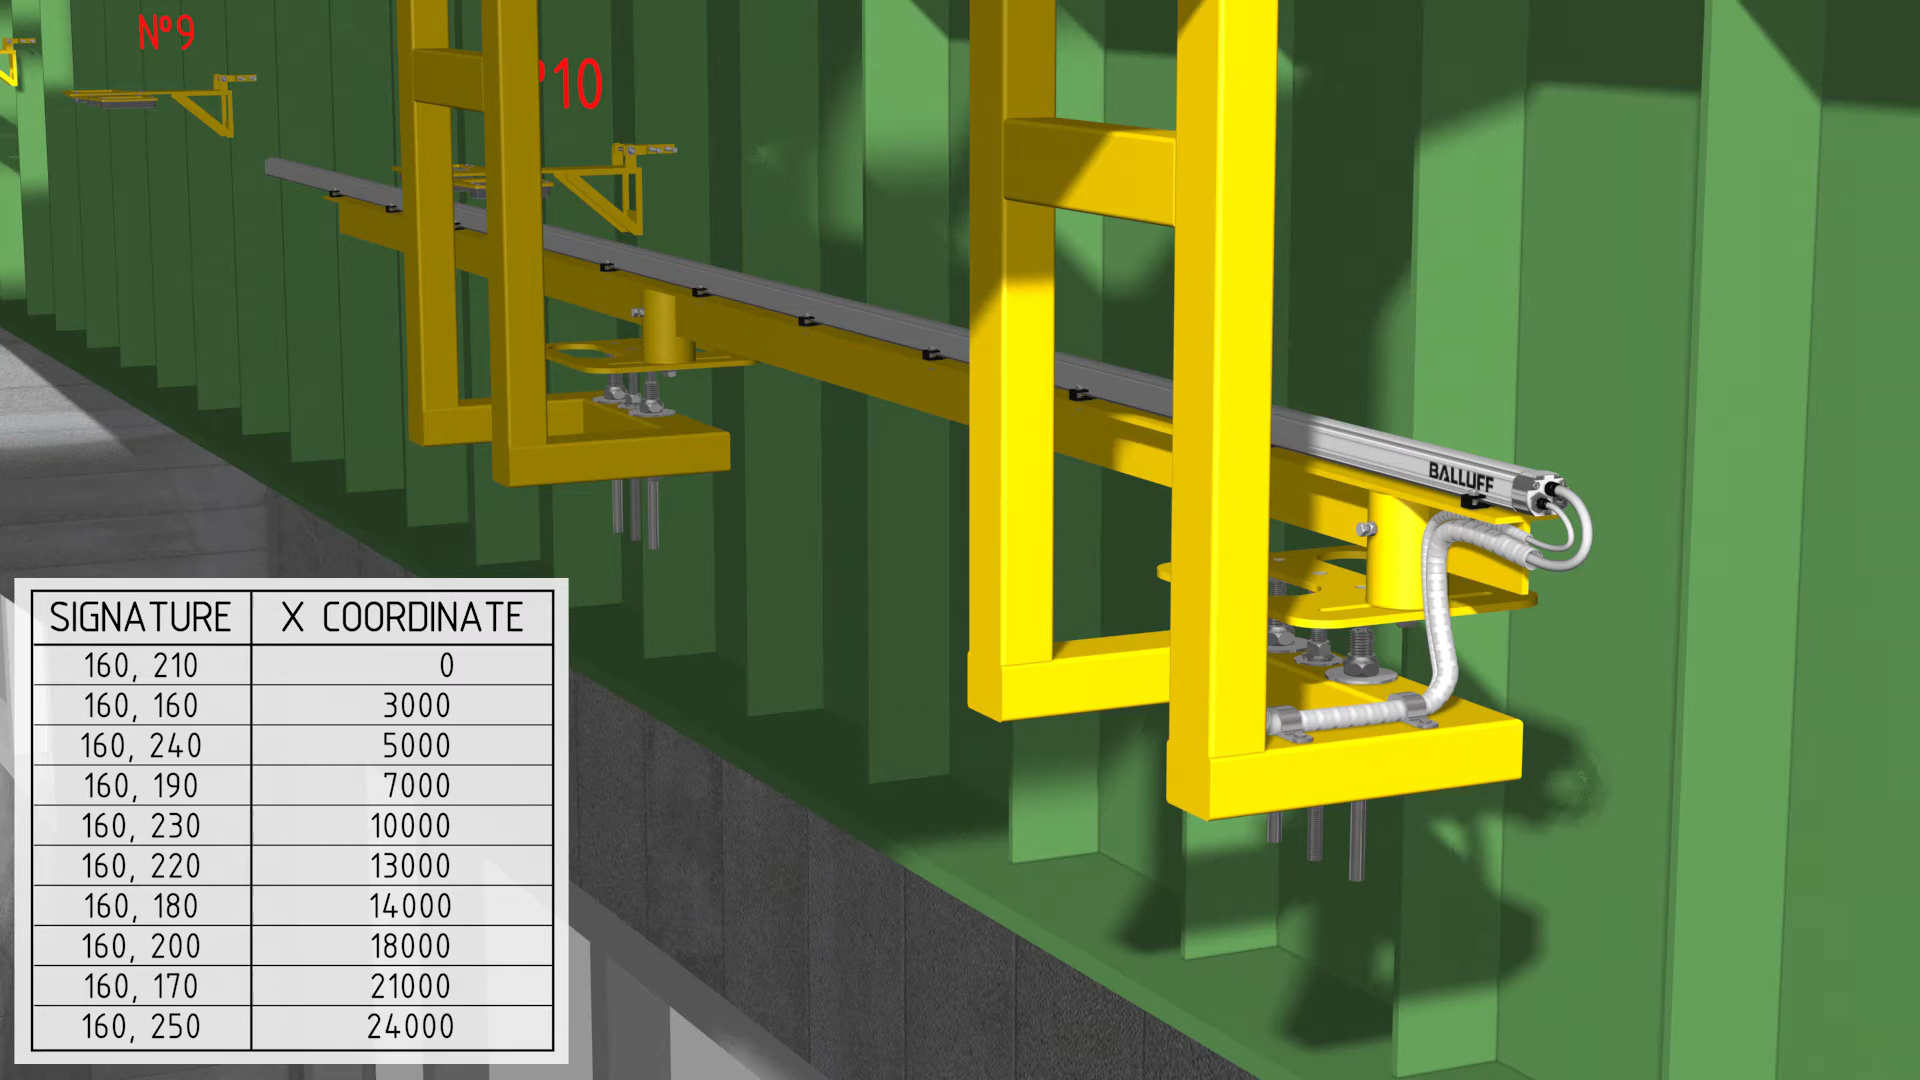 Nº9
º10
BALLUFF
SIGNATURE X COORDINATE
160, 210 0
160, 160 3000
160, 240 5000
160, 190 7000
160, 230 10000
160, 220 13000
160, 180 14000
160, 200 18000
160, 170 21000
160, 250 24000